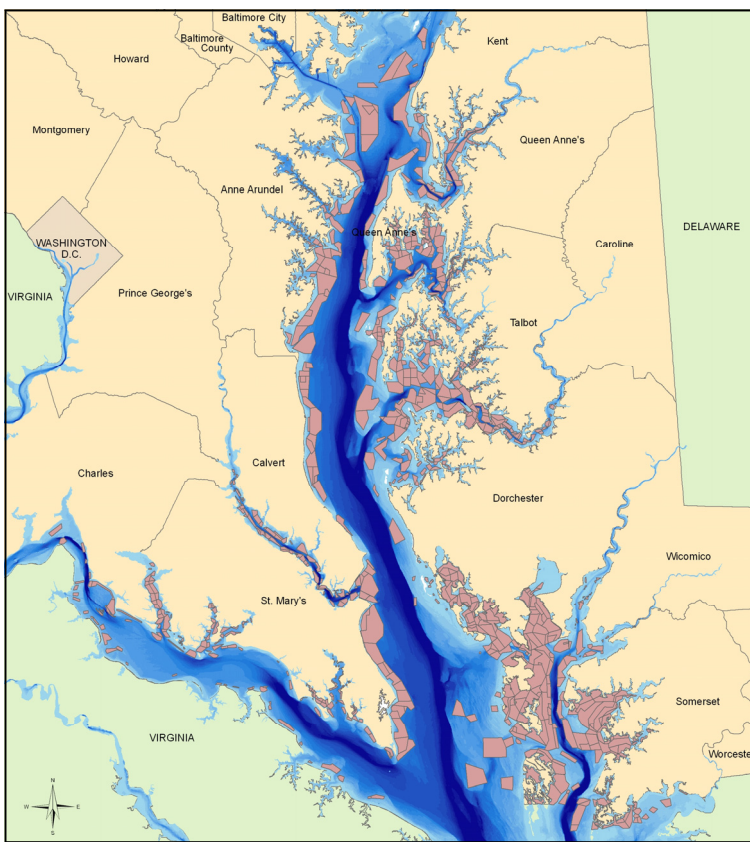 Baltimore City
Baltimore
County
Kent
Howard
Montgomery
Queen Anne's
Anne Arundel
Queen Anne's
DELAWARE
WASHINGTON
D.C.
Caroline
VIRGINIA
Prince George's
Talbot
Calvert
Charles
Dorchester
Wicomico
St. Mary's
Somerset
VIRGINIA
Worceste
N
W
E
S